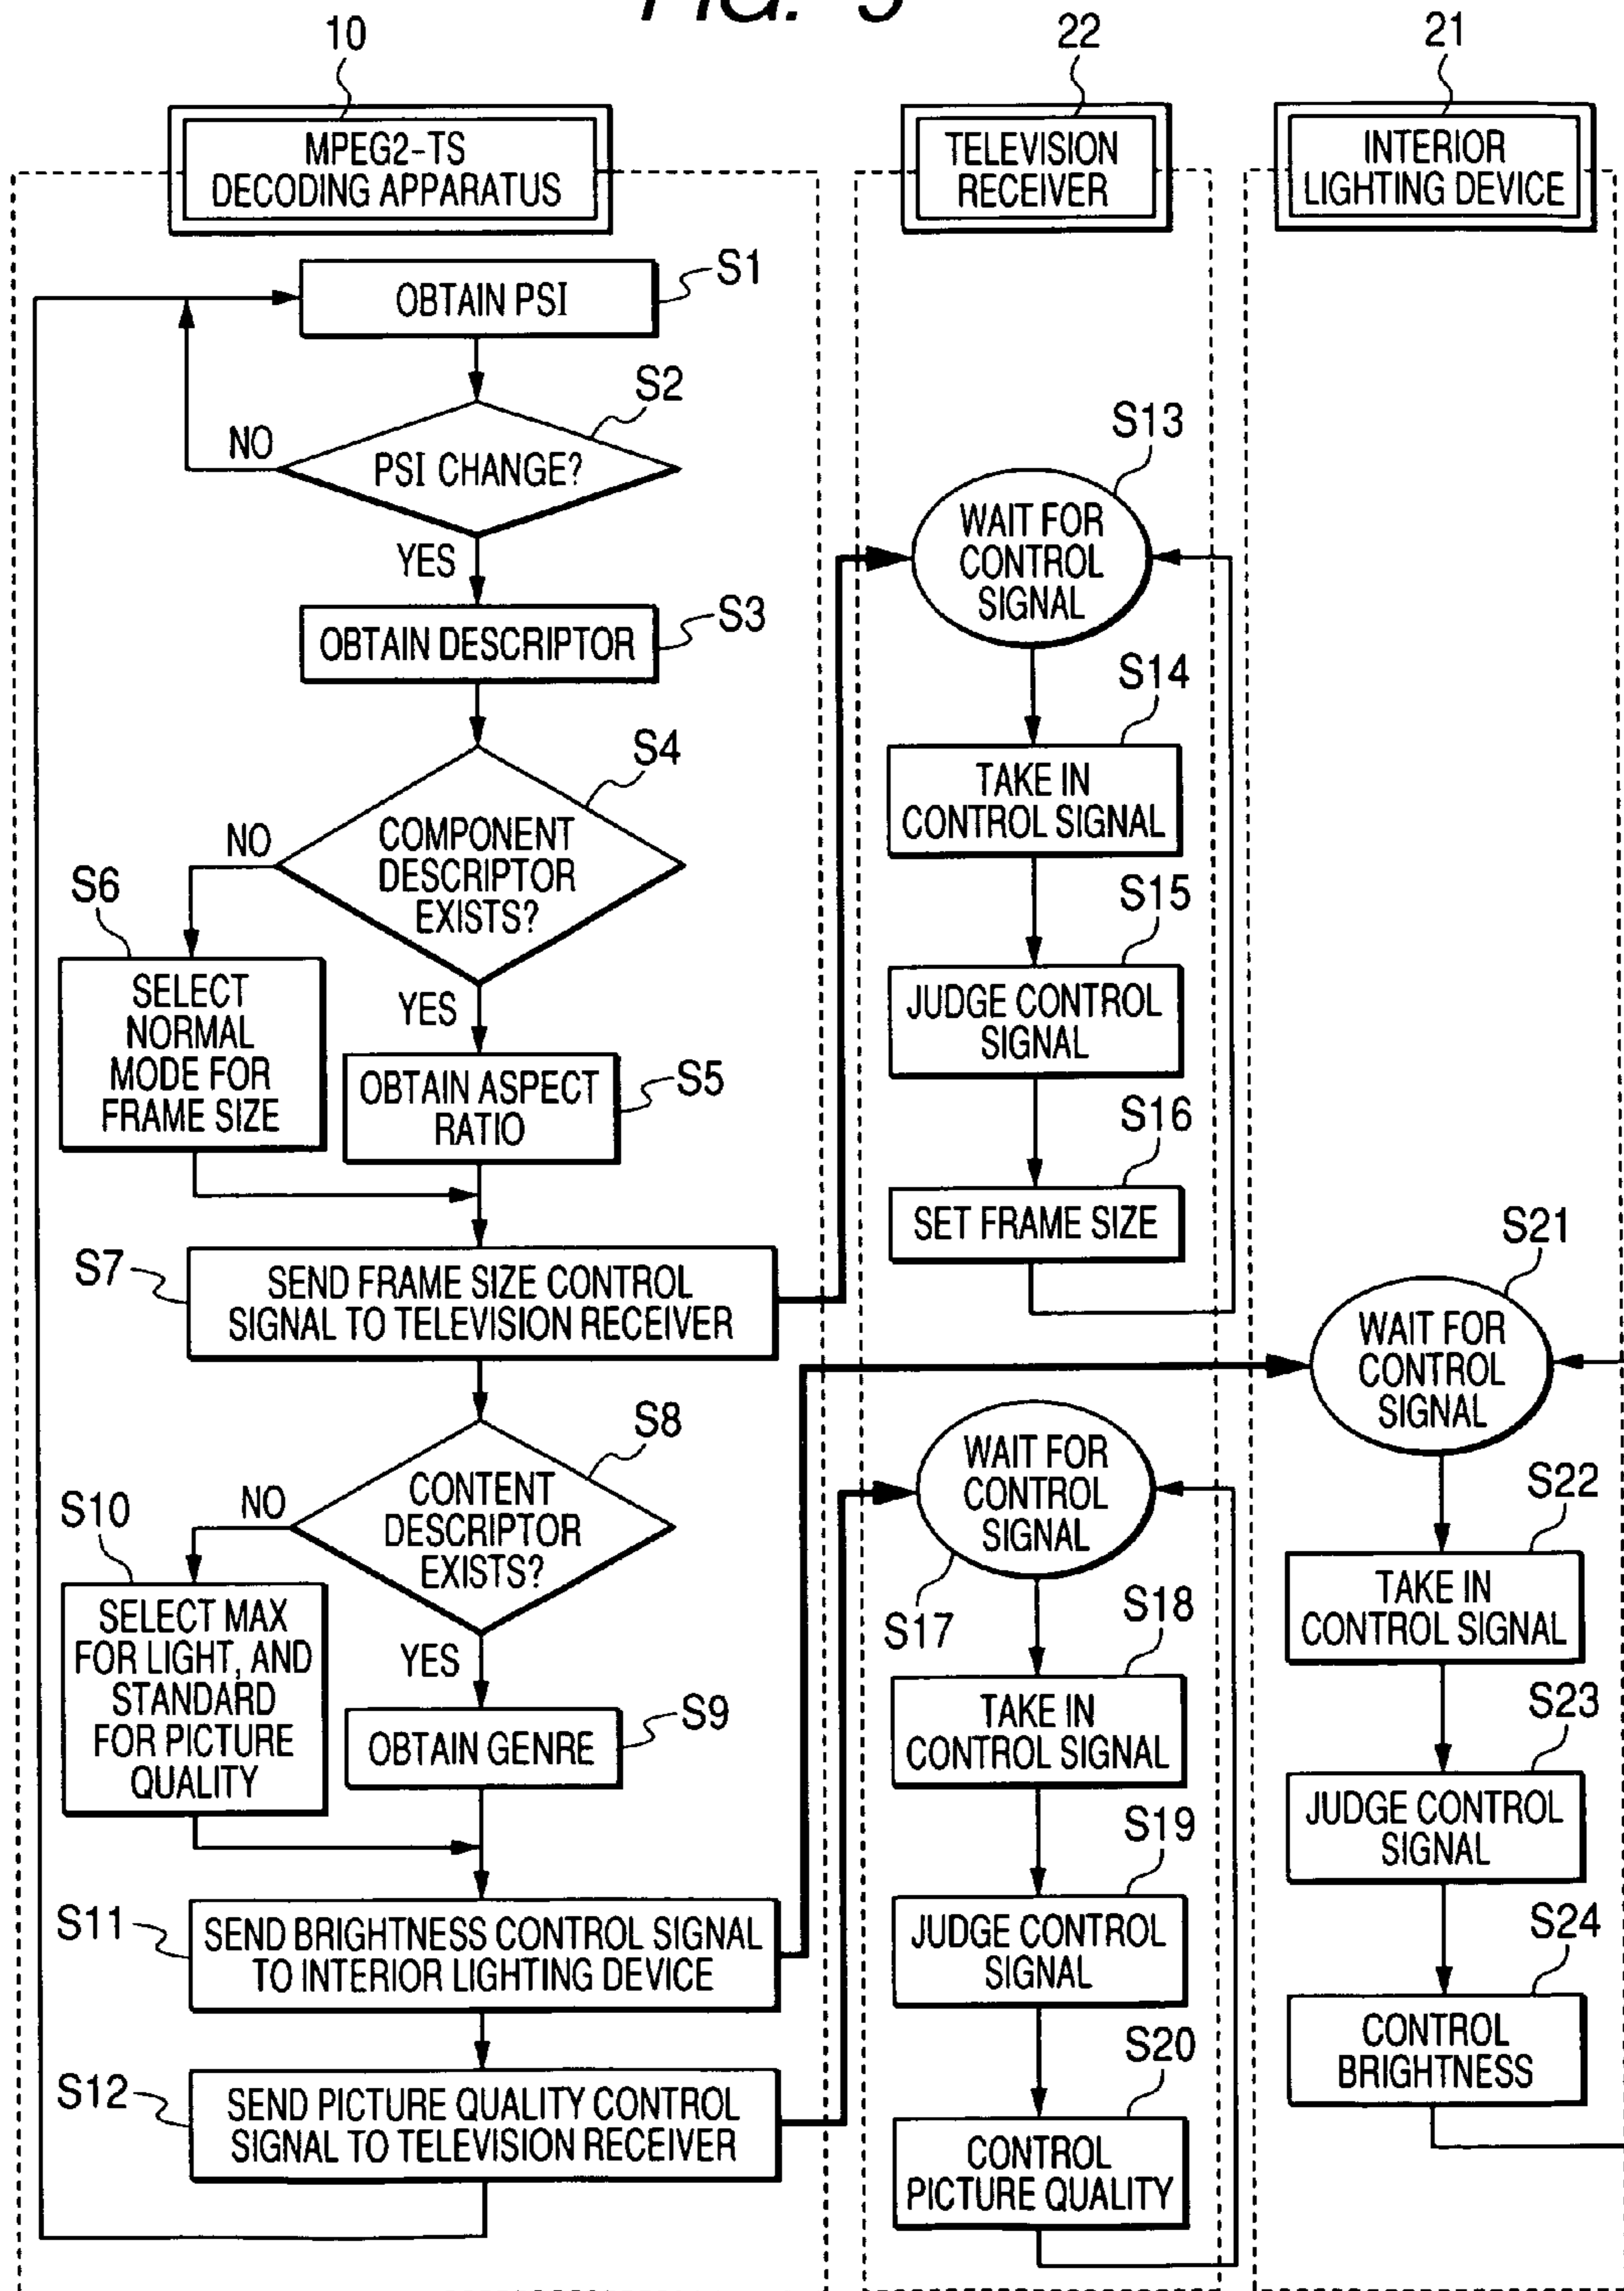 FIG.
10
22
21
MPEG2-TS
DECODING APPARATUS
TELEVISION
RECEIVER
INTERIOR
LIGHTING DEVICE
OBTAIN PSI
S1
PSI CHANGE?
S2
NO
YES
OBTAIN DESCRIPTOR
S3
COMPONENT
DESCRIPTOR
EXISTS?
S4
NO
YES
S6
SELECT
NORMAL
MODE FOR
FRAME SIZE
OBTAIN ASPECT
RATIO
S5
S7
SEND FRAME SIZE CONTROL
SIGNAL TO TELEVISION RECEIVER
CONTENT
DESCRIPTOR
EXISTS?
S8
NO
YES
S10
SELECT MAX
FOR LIGHT, AND
STANDARD
FOR PICTURE
QUALITY
OBTAIN GENRE
S9
S11
SEND BRIGHTNESS CONTROL SIGNAL
TO INTERIOR LIGHTING DEVICE
S12
SEND PICTURE QUALITY CONTROL
SIGNAL TO TELEVISION RECEIVER
S13
WAIT FOR
CONTROL
SIGNAL
S14
TAKE IN
CONTROL SIGNAL
S15
JUDGE CONTROL
SIGNAL
S16
SET FRAME SIZE
WAIT FOR
CONTROL
SIGNAL
S17
S18
TAKE IN
CONTROL SIGNAL
S19
JUDGE CONTROL
SIGNAL
S20
CONTROL
PICTURE QUALITY
S21
WAIT FOR
CONTROL
SIGNAL
S22
TAKE IN
CONTROL SIGNAL
S23
JUDGE CONTROL
SIGNAL
S24
CONTROL
BRIGHTNESS